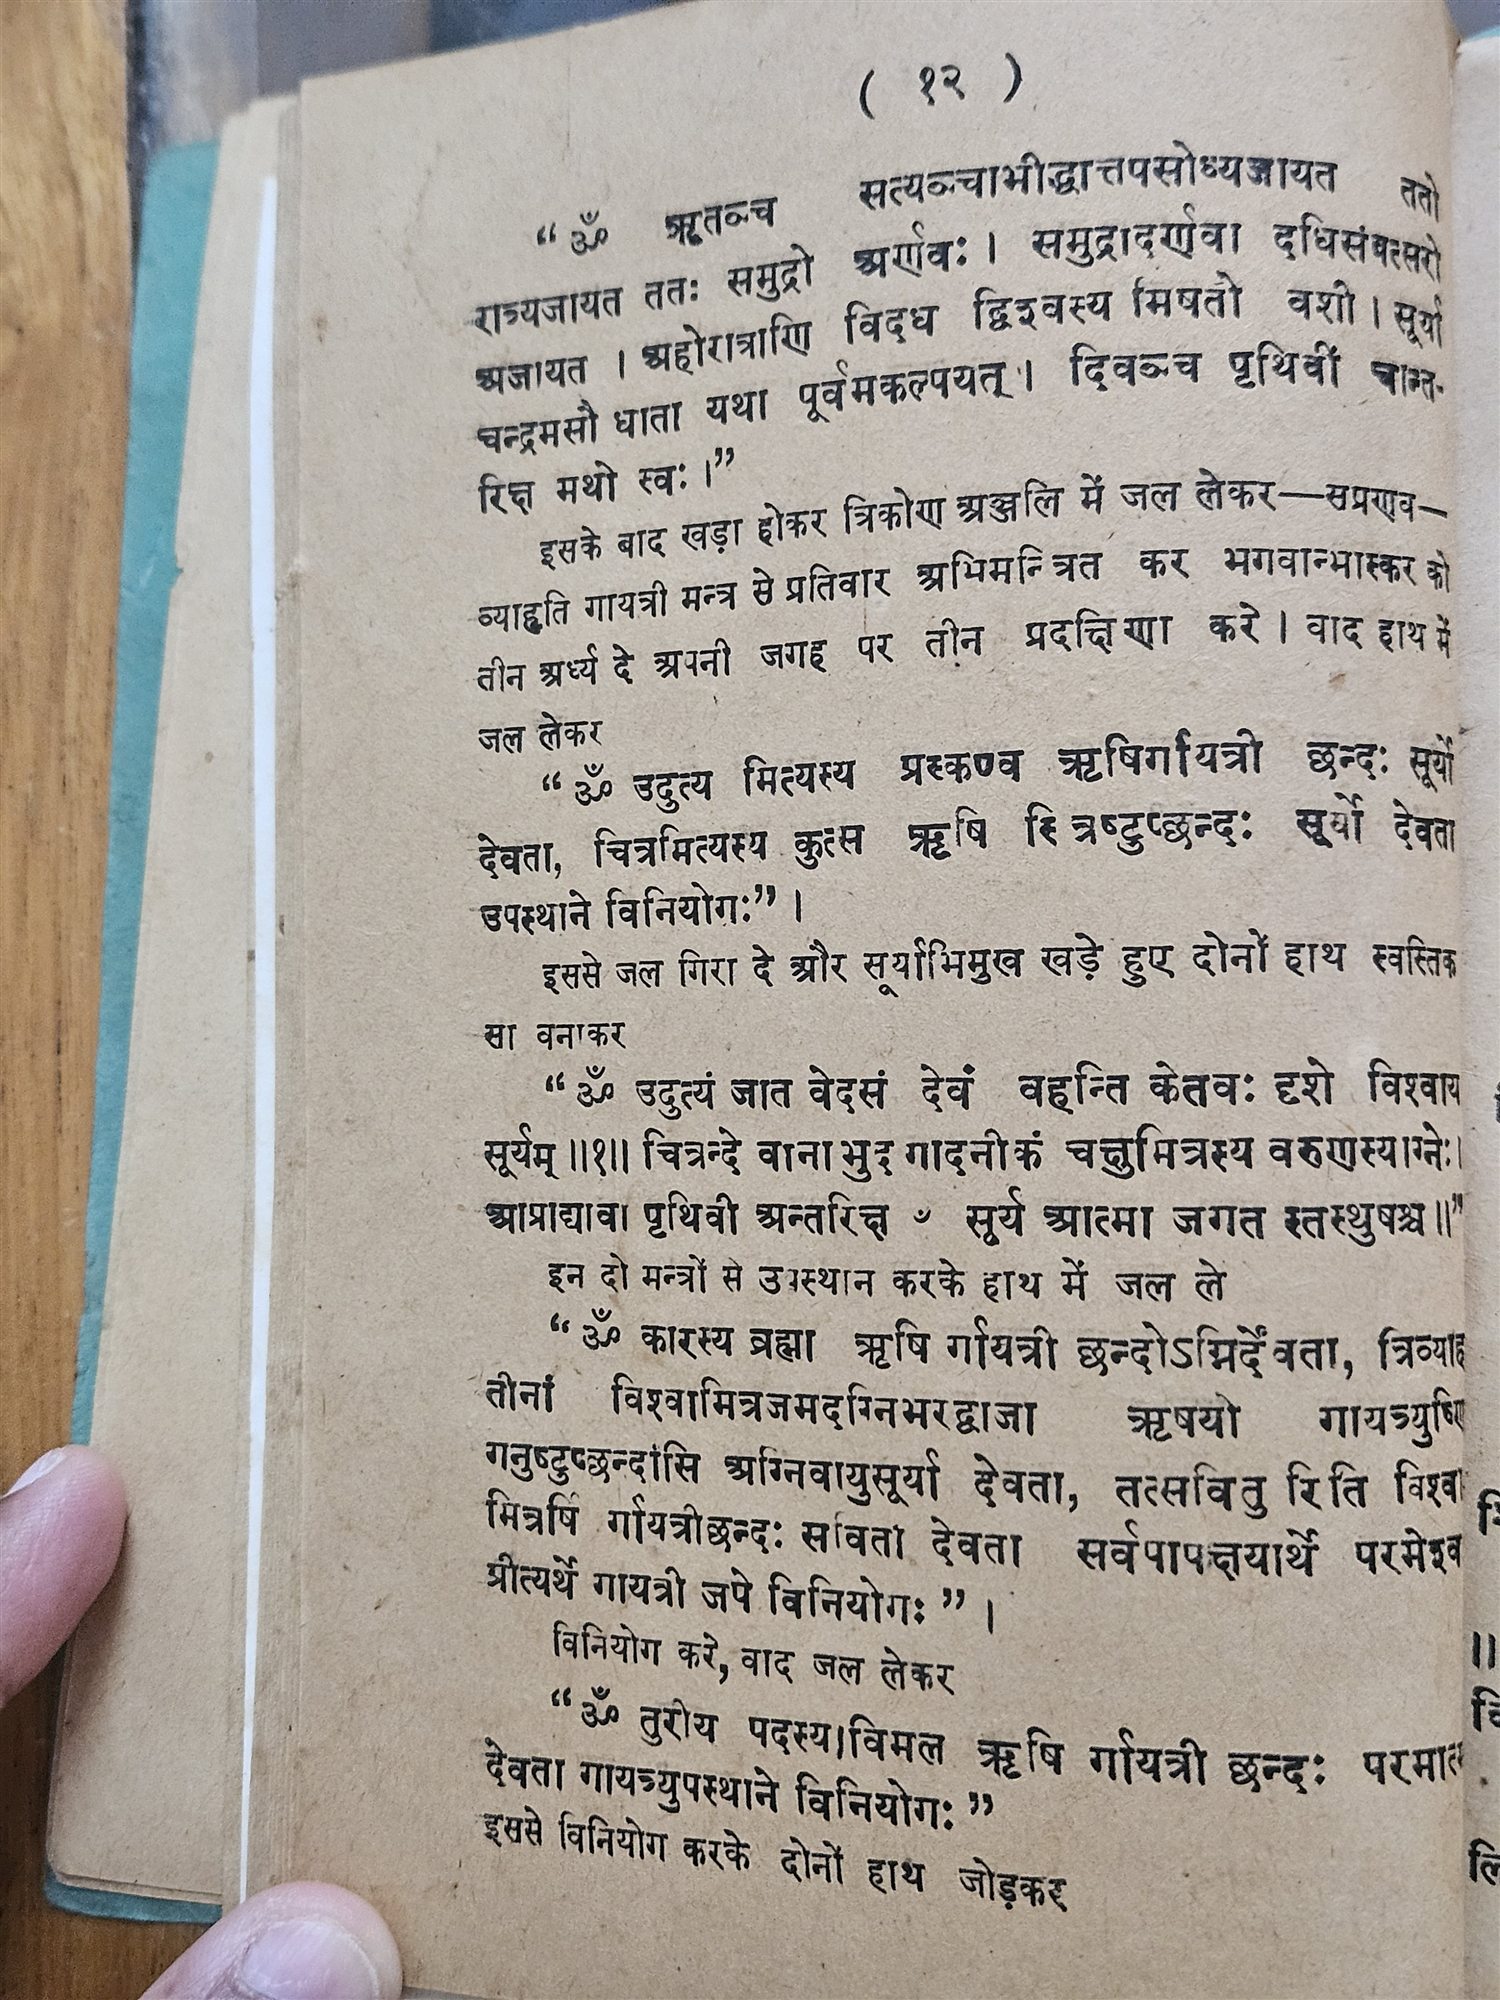 ( १२ )
“ॐ ऋतञ्च सत्यञ्चाभीद्धात्तपसोध्यजायत ततो
रात्र्यजायत ततः समुद्रो अर्णवः । समुद्रादर्णवा दधिसंवत्सरो
अजायत । अहोरात्राणि विदध द्विश्वस्य मिषतो वशी । सूर्या
चन्द्रमसौ धाता यथा पूर्वमकल्पयत् । दिवञ्च पृथिवीं चान्त-
रिक्ष मथो स्वः ।”
इसके बाद खड़ा होकर त्रिकोण अञ्जलि में जल लेकर—सप्रणव—
व्याहृति गायत्री मन्त्र से प्रतिवार अभिमन्त्रित कर भगवान्भास्कर को
तीन अर्ध्य दे अपनी जगह पर तीन प्रदक्षिणा करे । वाद हाथ में
जल लेकर
“ॐ उदुत्य मित्यस्य प्रस्कण्व ऋषिर्गायत्री छन्दः सूर्यो
देवता, चित्रमित्यस्य कुत्स ऋषि स्त्रिष्टुप्छन्दः सूर्यो देवता
उपस्थाने विनियोगः” ।
इससे जल गिरा दे और सूर्याभिमुख खड़े हुए दोनों हाथ स्वस्तिक
सा वनाकर
“ॐ उदुत्यं जात वेदसं देवं वहन्ति केतवः दृशे विश्वाय
सूर्यम् ॥१॥ चित्रन्दे वानाभुद गादनीकं चक्षुमित्रस्य वरुणस्याग्नेः।
आप्राद्यावा पृथिवी अन्तरिक्ष ँ सूर्य आत्मा जगत स्तस्थुषश्च ॥”
इन दो मन्त्रों से उपस्थान करके हाथ में जल ले
“ॐ कारस्य ब्रह्मा ऋषि र्गायत्री छन्दोऽग्निर्देवता, त्रिव्याहृ
तीनां विश्वामित्रजमदग्निभरद्वाजा ऋषयो गायत्र्युष्णि
गनुष्टुप्छन्दांसि अग्निवायुसूर्या देवता, तत्सवितु रिति विश्वा
मित्रर्षि र्गायत्रीछन्दः सविता देवता सर्वपापक्षयार्थे परमेश्व
प्रीत्यर्थे गायत्री जपे विनियोगः” ।
विनियोग करे, वाद जल लेकर
“ॐ तुरीय पदस्य।विमल ऋषि र्गायत्री छन्दः परमात्म
देवता गायत्र्युपस्थाने विनियोगः”
इससे विनियोग करके दोनों हाथ जोड़कर